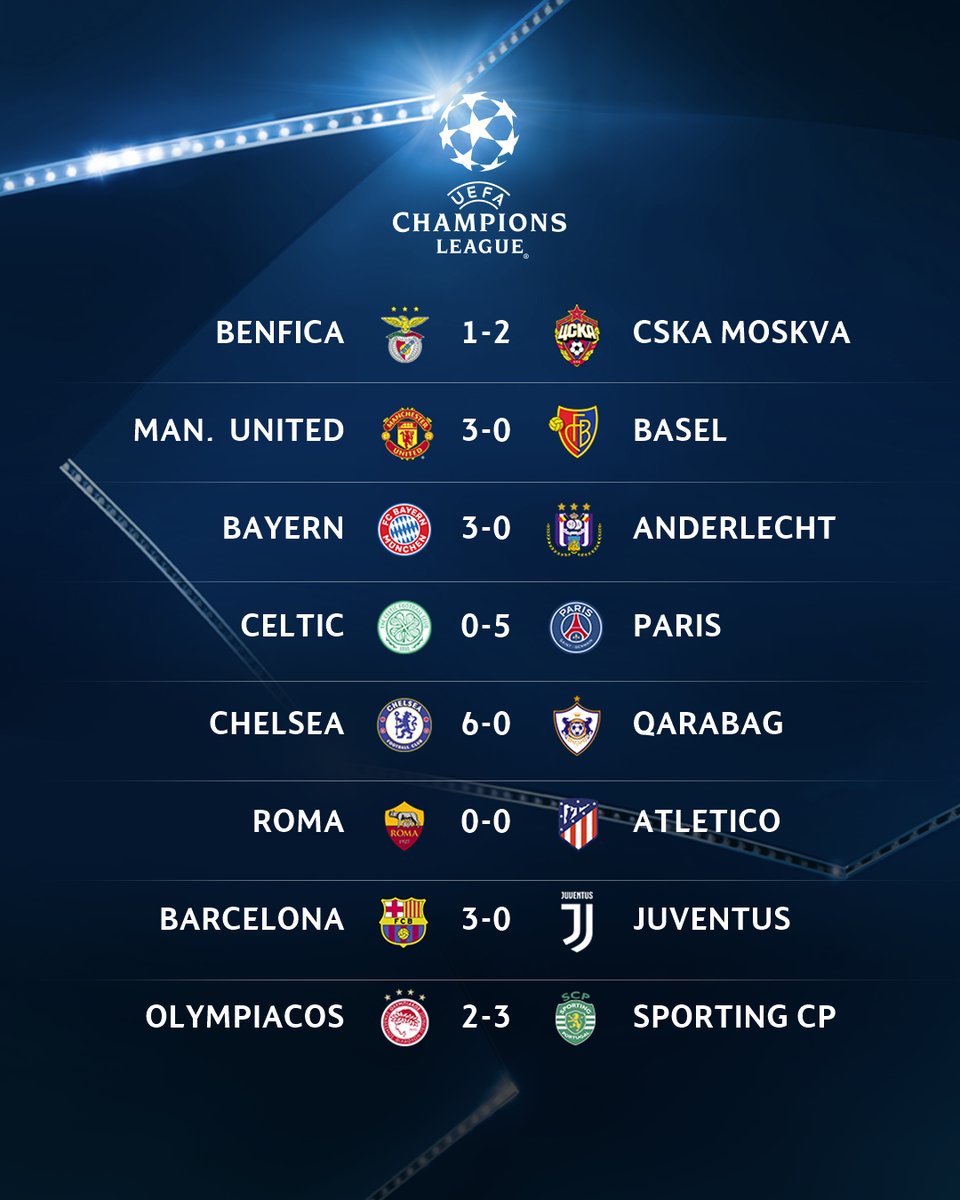 UEFA
CHAMPIONS
LEAGUE®
BENFICA 1-2 ЦСКА CSKA MOSKVA
MAN. UNITED MANCHESTER UNITED 3-0 FCB BASEL
BAYERN FC BAYERN MÜNCHEN 3-0 ANDERLECHT
CELTIC THE CELTIC FOOTBALL CLUB 1888 0-5 PARIS SAINT-GERMAIN PARIS
CHELSEA CHELSEA FOOTBALL CLUB 6-0 QARABAG
ROMA ROMA 1927 0-0 ATLETICO
BARCELONA FCB 3-0 JUVENTUS JUVENTUS
OLYMPIACOS 2-3 SCP SPORTING PORTUGAL SPORTING CP